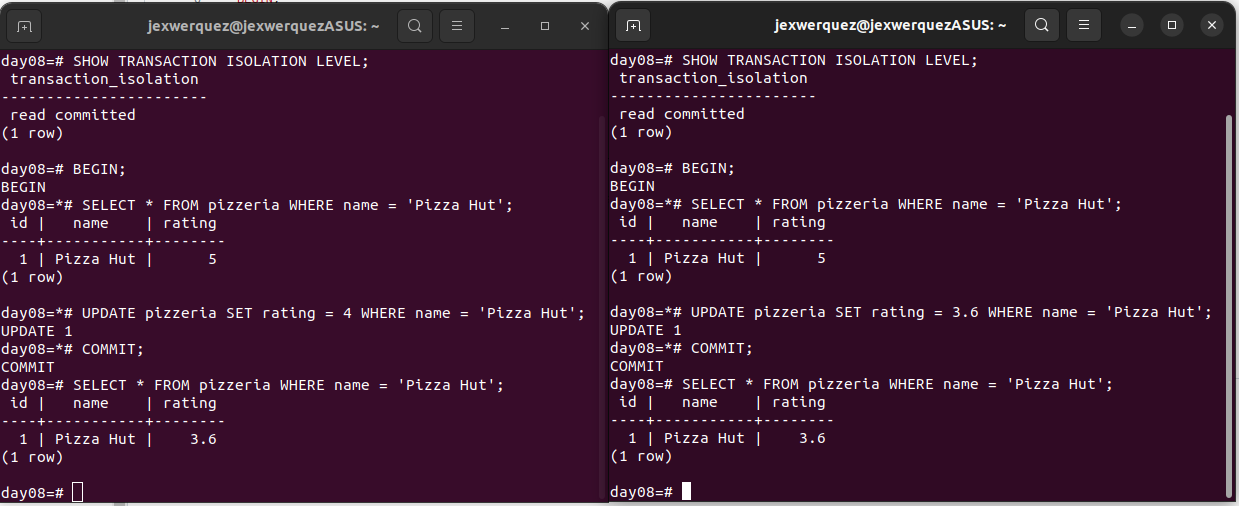 jexwerquez@jexwerquezASUS: ~
day08=# SHOW TRANSACTION ISOLATION LEVEL;
 transaction_isolation
-----------------------
 read committed
(1 row)

day08=# BEGIN;
BEGIN
day08=*# SELECT * FROM pizzeria WHERE name = 'Pizza Hut';
 id |   name    | rating
----+-----------+--------
  1 | Pizza Hut |      5
(1 row)

day08=*# UPDATE pizzeria SET rating = 4 WHERE name = 'Pizza Hut';
UPDATE 1
day08=*# COMMIT;
COMMIT
day08=# SELECT * FROM pizzeria WHERE name = 'Pizza Hut';
 id |   name    | rating
----+-----------+--------
  1 | Pizza Hut |    3.6
(1 row)

day08=#
jexwerquez@jexwerquezASUS: ~
day08=# SHOW TRANSACTION ISOLATION LEVEL;
 transaction_isolation
-----------------------
 read committed
(1 row)

day08=# BEGIN;
BEGIN
day08=*# SELECT * FROM pizzeria WHERE name = 'Pizza Hut';
 id |   name    | rating
----+-----------+--------
  1 | Pizza Hut |      5
(1 row)

day08=*# UPDATE pizzeria SET rating = 3.6 WHERE name = 'Pizza Hut';
UPDATE 1
day08=*# COMMIT;
COMMIT
day08=# SELECT * FROM pizzeria WHERE name = 'Pizza Hut';
 id |   name    | rating
----+-----------+--------
  1 | Pizza Hut |    3.6
(1 row)

day08=#